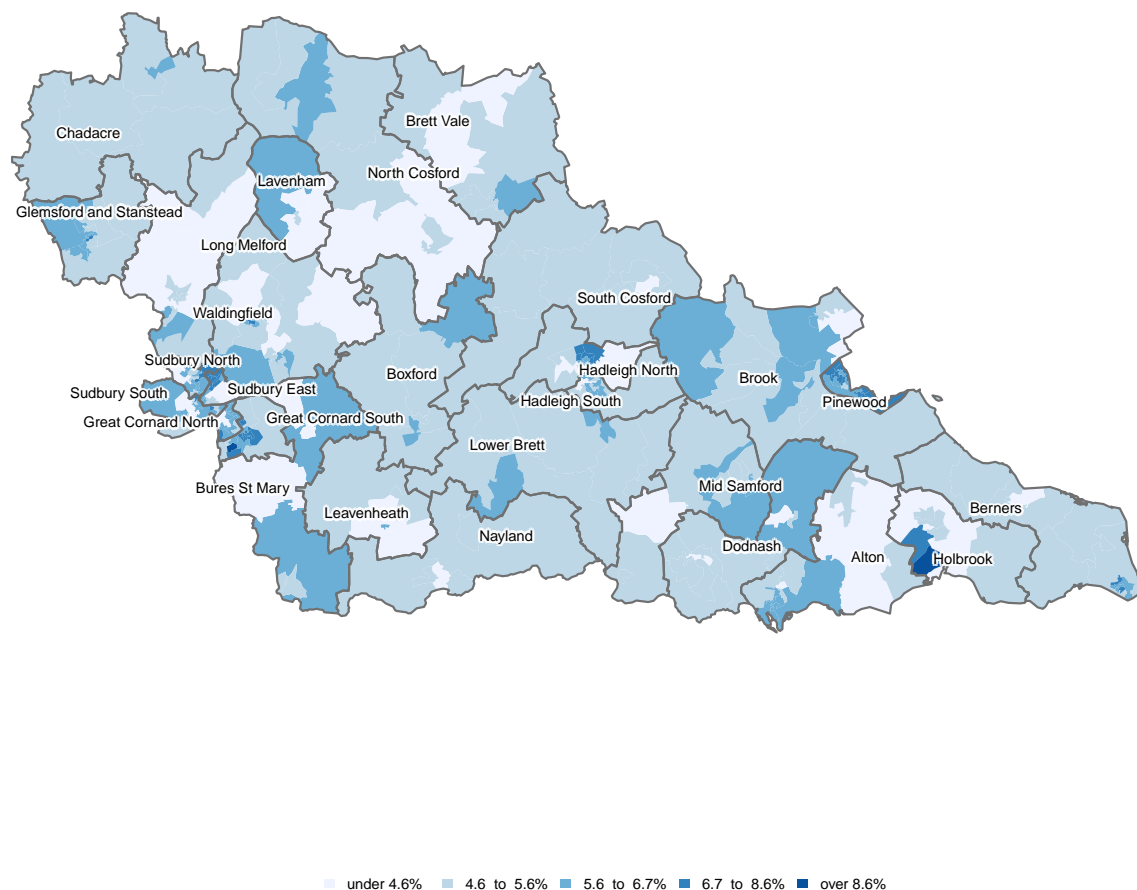 Chadacre
Brett Vale
North Cosford
Lavenham
Glemsford and Stanstead
Long Melford
South Cosford
Waldingfield
Sudbury North
Hadleigh North
Boxford
Brook
Sudbury East
Sudbury South
Hadleigh South
Pinewood
Great Cornard South
Great Cornard North
Lower Brett
Mid Samford
Bures St Mary
Berners
Leavenheath
Nayland
Dodnash
Alton
Holbrook
under 4.6% 4.6 to 5.6% 5.6 to 6.7% 6.7 to 8.6% over 8.6%